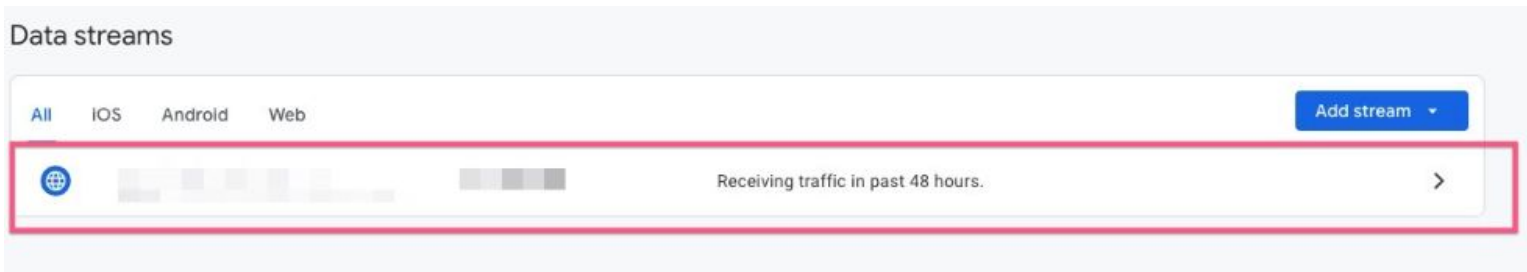 Data streams
All iOS Android Web
Add stream
Receiving traffic in past 48 hours.